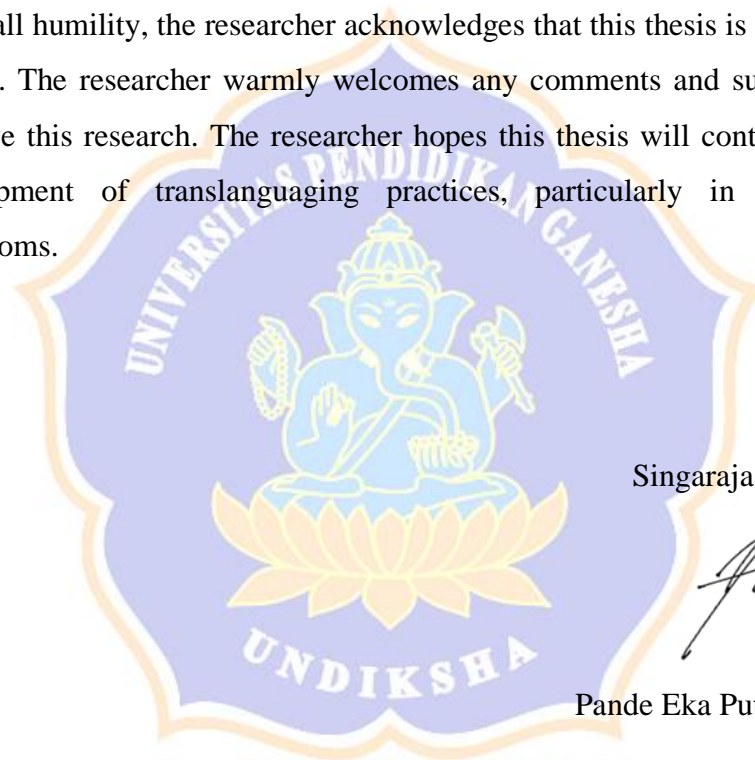 all humility, the researcher acknowledges that this thesis is
. The researcher warmly welcomes any comments and su
e this research. The researcher hopes this thesis will cont
pment of translanguaging practices, particularly in
oms.
UNIVERSITAS PENDIDIKAN GANESHA
Singaraja
UNDIKSHA
Pande Eka Pu